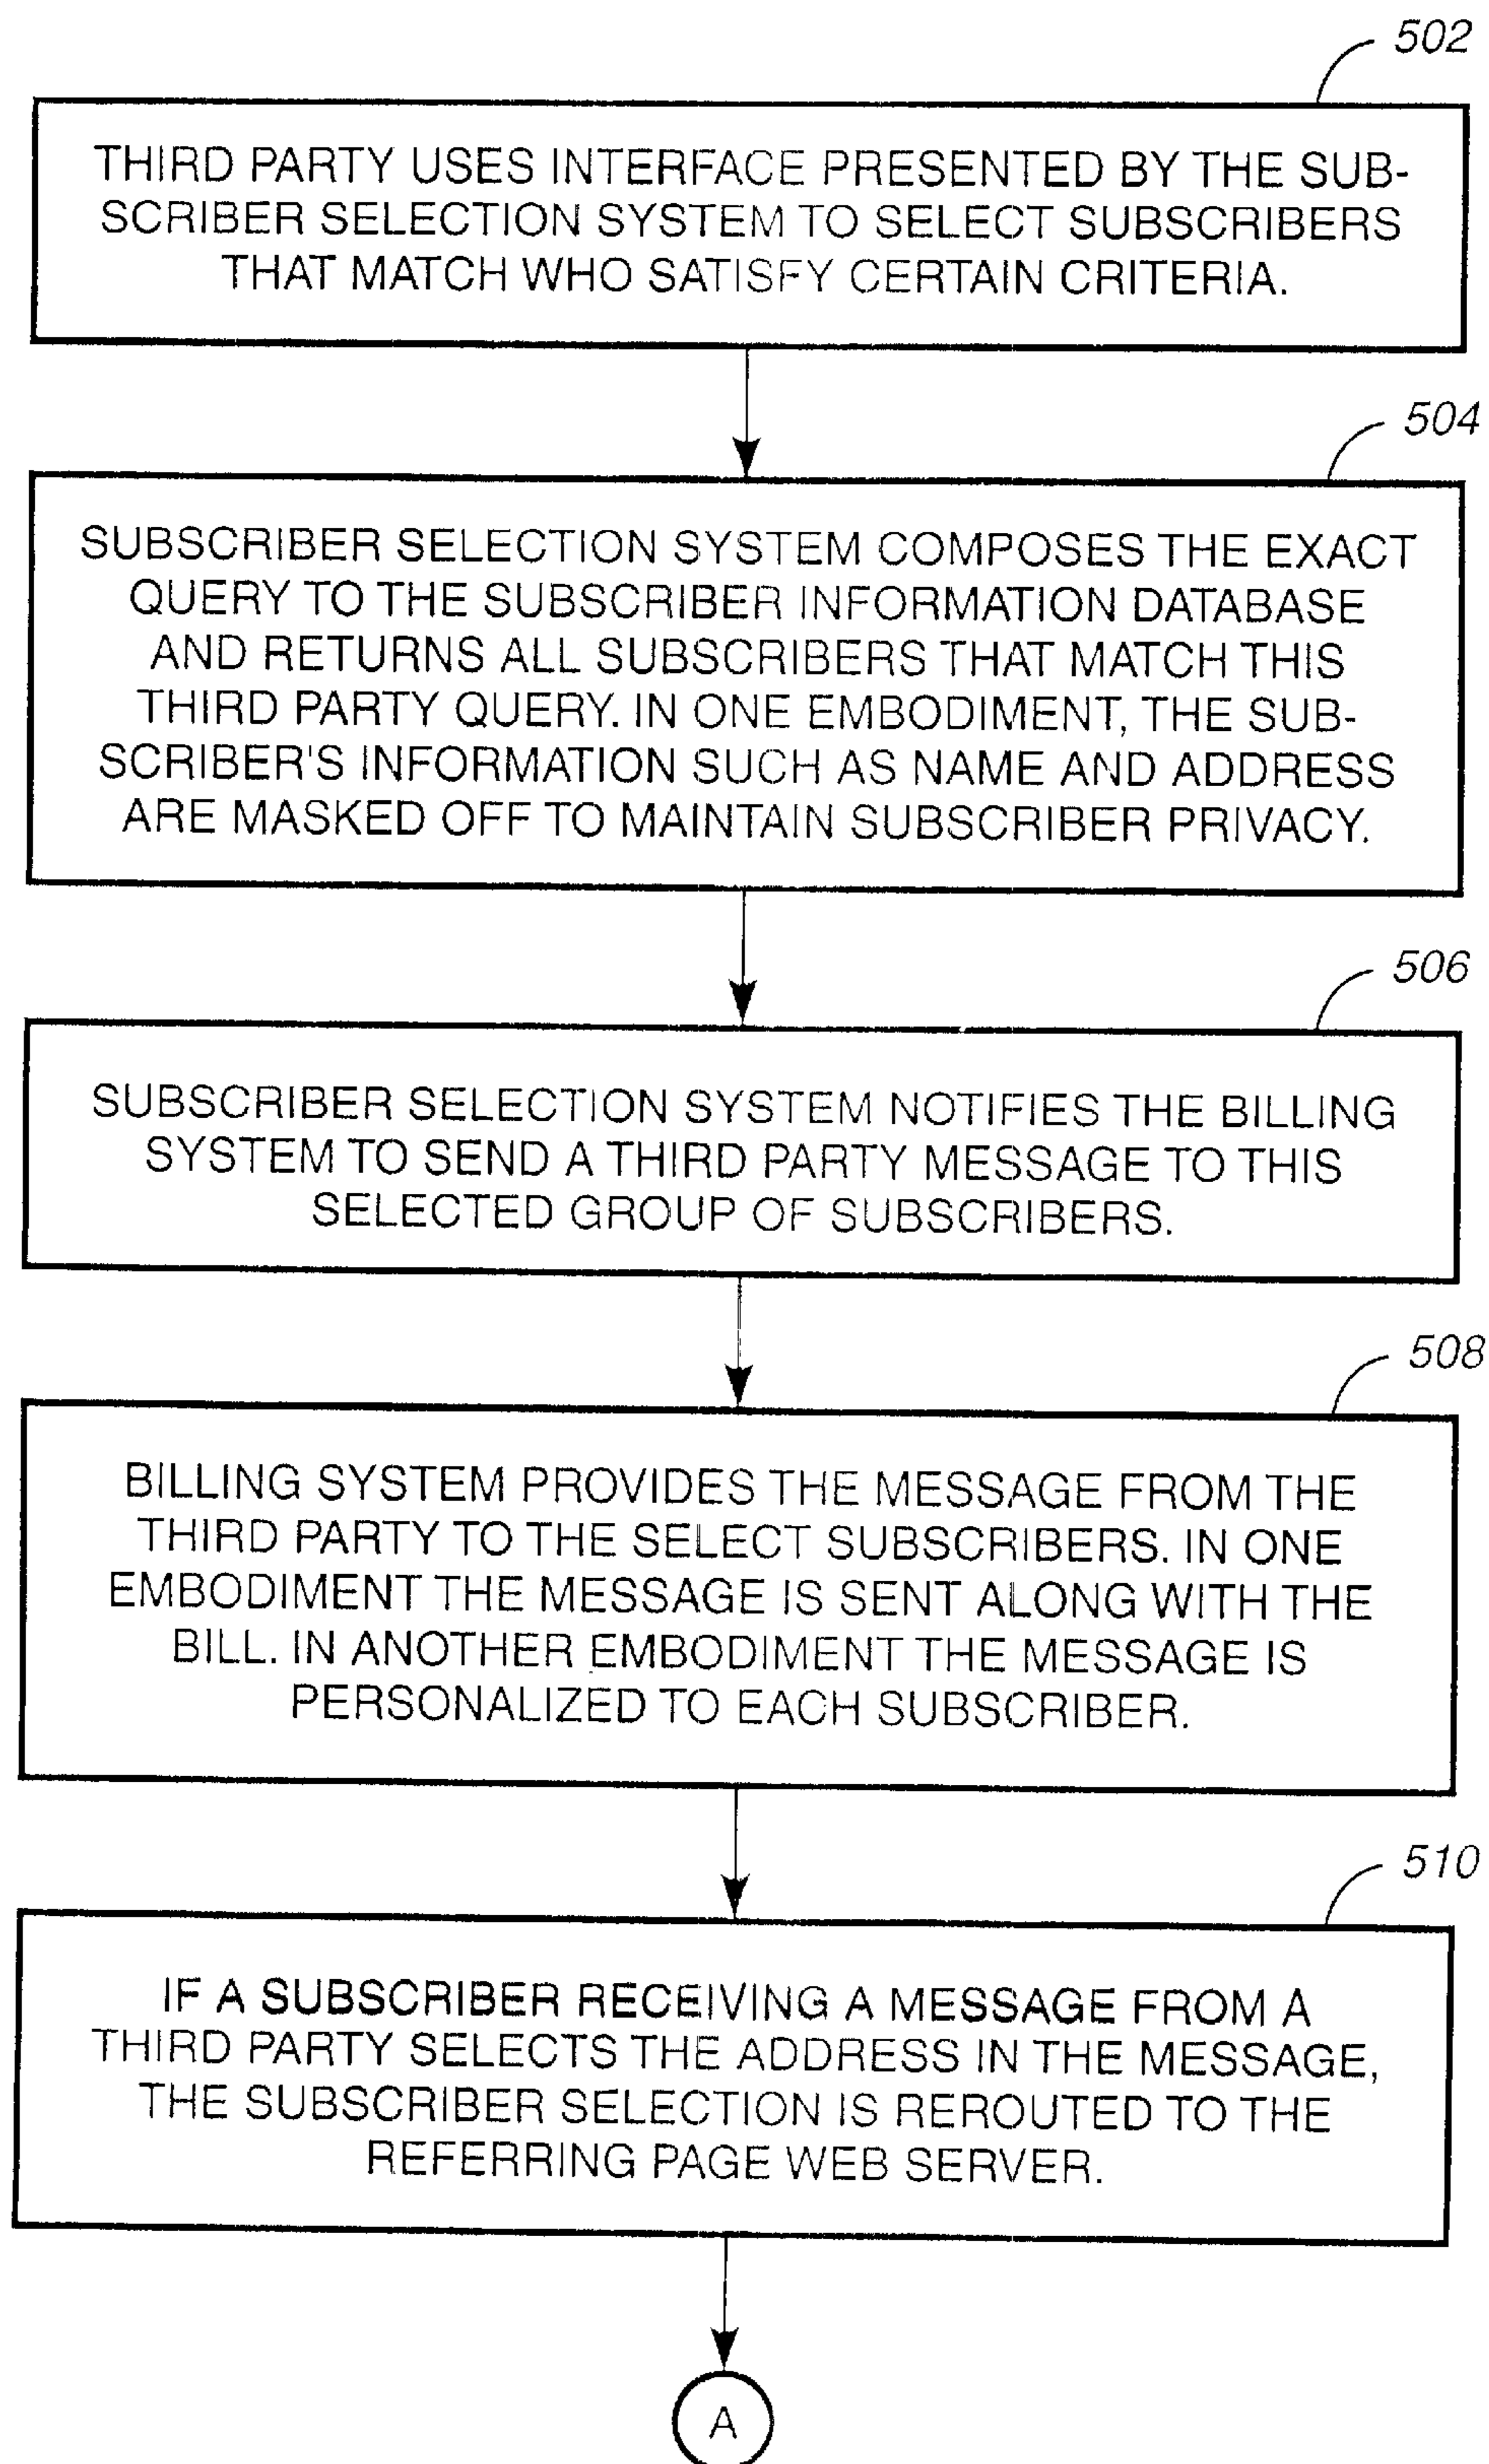 502
THIRD PARTY USES INTERFACE PRESENTED BY THE SUB-
SCRIBER SELECTION SYSTEM TO SELECT SUBSCRIBERS
THAT MATCH WHO SATISFY CERTAIN CRITERIA.
504
SUBSCRIBER SELECTION SYSTEM COMPOSES THE EXACT
QUERY TO THE SUBSCRIBER INFORMATION DATABASE
AND RETURNS ALL SUBSCRIBERS THAT MATCH THIS
THIRD PARTY QUERY. IN ONE EMBODIMENT, THE SUB-
SCRIBER'S INFORMATION SUCH AS NAME AND ADDRESS
ARE MASKED OFF TO MAINTAIN SUBSCRIBER PRIVACY.
506
SUBSCRIBER SELECTION SYSTEM NOTIFIES THE BILLING
SYSTEM TO SEND A THIRD PARTY MESSAGE TO THIS
SELECTED GROUP OF SUBSCRIBERS.
508
BILLING SYSTEM PROVIDES THE MESSAGE FROM THE
THIRD PARTY TO THE SELECT SUBSCRIBERS. IN ONE
EMBODIMENT THE MESSAGE IS SENT ALONG WITH THE
BILL. IN ANOTHER EMBODIMENT THE MESSAGE IS
PERSONALIZED TO EACH SUBSCRIBER.
510
IF A SUBSCRIBER RECEIVING A MESSAGE FROM A
THIRD PARTY SELECTS THE ADDRESS IN THE MESSAGE,
THE SUBSCRIBER SELECTION IS REROUTED TO THE
REFERRING PAGE WEB SERVER.
A